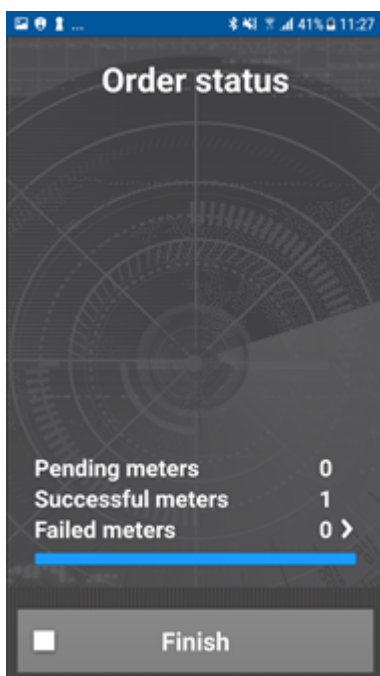 ... 41% 11:27
Order status
Pending meters 0
Successful meters 1
Failed meters 0 >
Finish